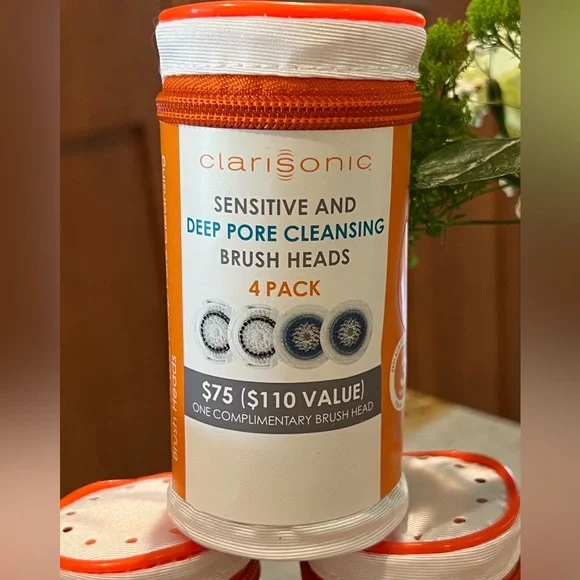 clarisonic
SENSITIVE AND
DEEP PORE CLEANSING
BRUSH HEADS
4 PACK
$75 ($110 VALUE)
ONE COMPLIMENTARY BRUSH HEAD
Brush Heads
Cleansing